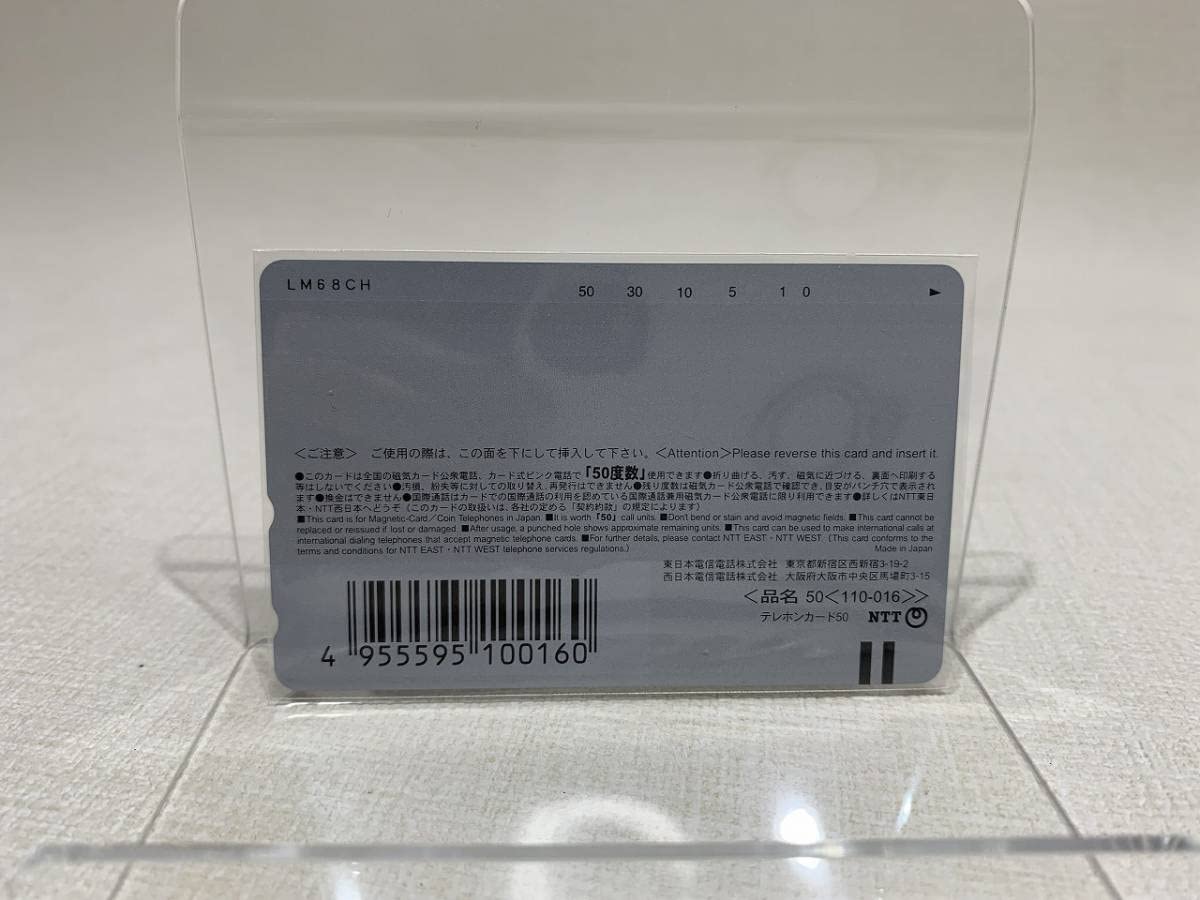 LM68CH
50 30 10 5 1 0 ►
＜ご注意＞ ご使用の際は、この面を下にして挿入して下さい。＜Attention＞Please reverse this card and insert it.
●このカードは全国の磁気カード公衆電話、カード式ピンク電話で「50度数」使用できます●折り曲げる、汚す、磁気に近づける、裏面へ印刷する
等はしないでください●汚損、紛失等に対しての取り替え、再発行はできません●残り度数は磁気カード公衆電話で確認でき、目安がパンチ穴で表示され
ます●換金はできません●国際通話はカードでの国際通話の利用を認めている国際通話兼用磁気カード公衆電話に限り利用できます●詳しくはNTT東日
本・NTT西日本へどうぞ（このカードの取扱いは、各社の定める「契約約款」の規定によります）
■This card is for Magnetic-Card／Coin Telephones in Japan. ■It is worth「50」call units. ■Don't bend or stain and avoid magnetic fields. ■This card cannot be
replaced or reissued if lost or damaged. ■After usage, a punched hole shows approximate remaining units. ■This card can be used to make international calls at
international dialing telephones that accept magnetic telephone cards. ■For further details, please contact NTT EAST・NTT WEST.（This card conforms to the
terms and conditions for NTT EAST・NTT WEST telephone services regulations.） Made in Japan
東日本電信電話株式会社 東京都新宿区西新宿3-19-2
西日本電信電話株式会社 大阪府大阪市中央区馬場町3-15
＜品名 50＜110-016＞＞
テレホンカード50 NTT
4 955595 100160